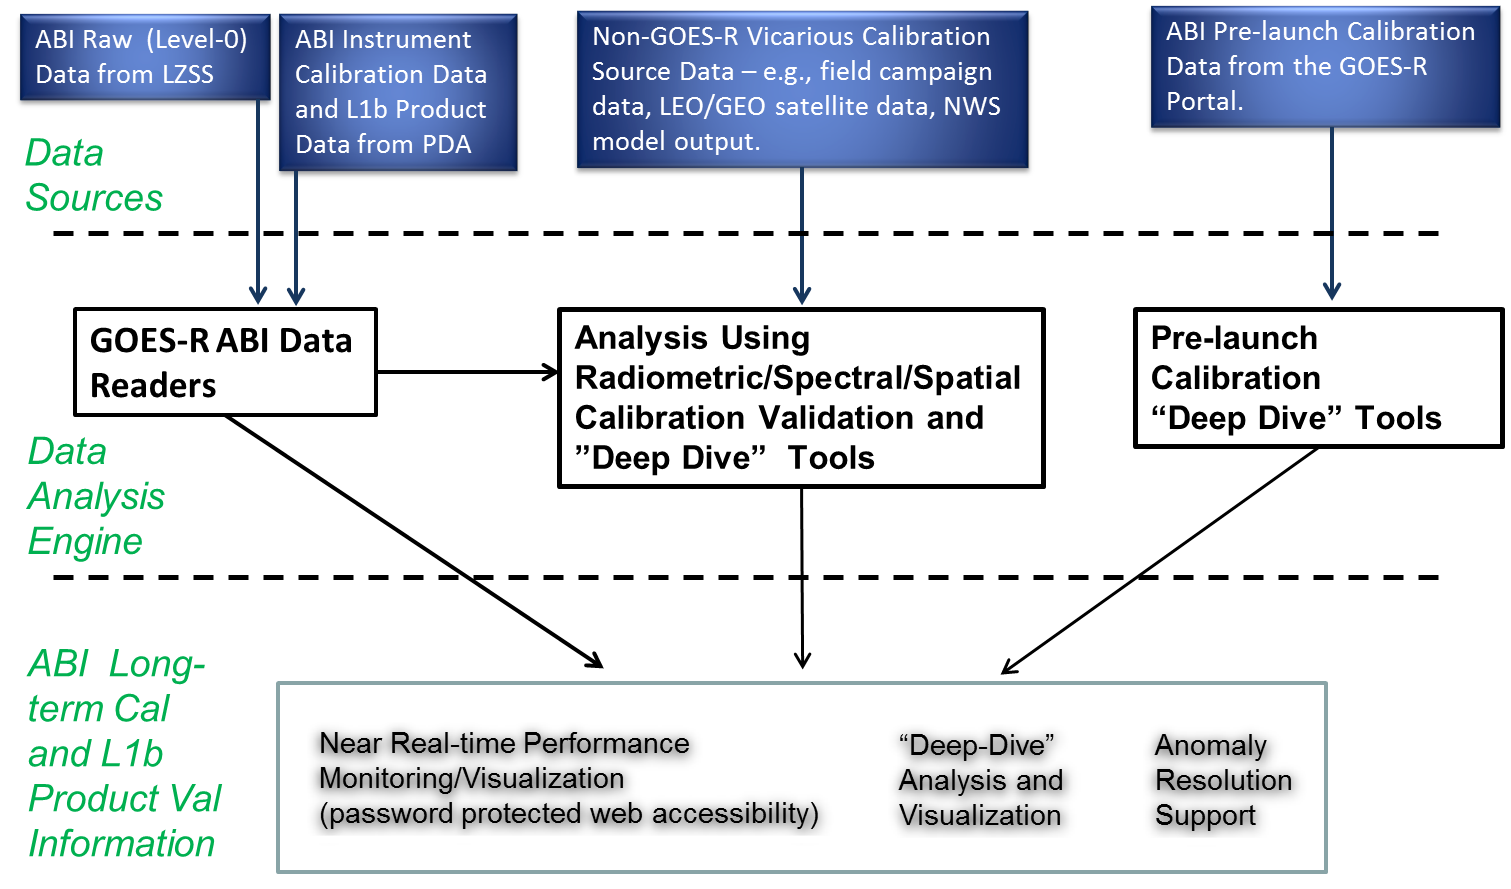 ABI Raw  (Level-0)
Data from LZSS
ABI Instrument
Calibration Data
and L1b Product
Data from PDA
Non-GOES-R Vicarious Calibration
Source Data – e.g., field campaign
data, LEO/GEO satellite data, NWS
model output.
ABI Pre-launch Calibration
Data from the GOES-R
Portal.
Data
Sources
GOES-R ABI Data
Readers
Analysis Using
Radiometric/Spectral/Spatial
Calibration Validation and
”Deep Dive”  Tools
Pre-launch
Calibration
“Deep Dive” Tools
Data
Analysis
Engine
ABI  Long-
term Cal
and L1b
Product Val
Information
Near Real-time Performance
Monitoring/Visualization
(password protected web accessibility)
“Deep-Dive”
Analysis and
Visualization
Anomaly
Resolution
Support